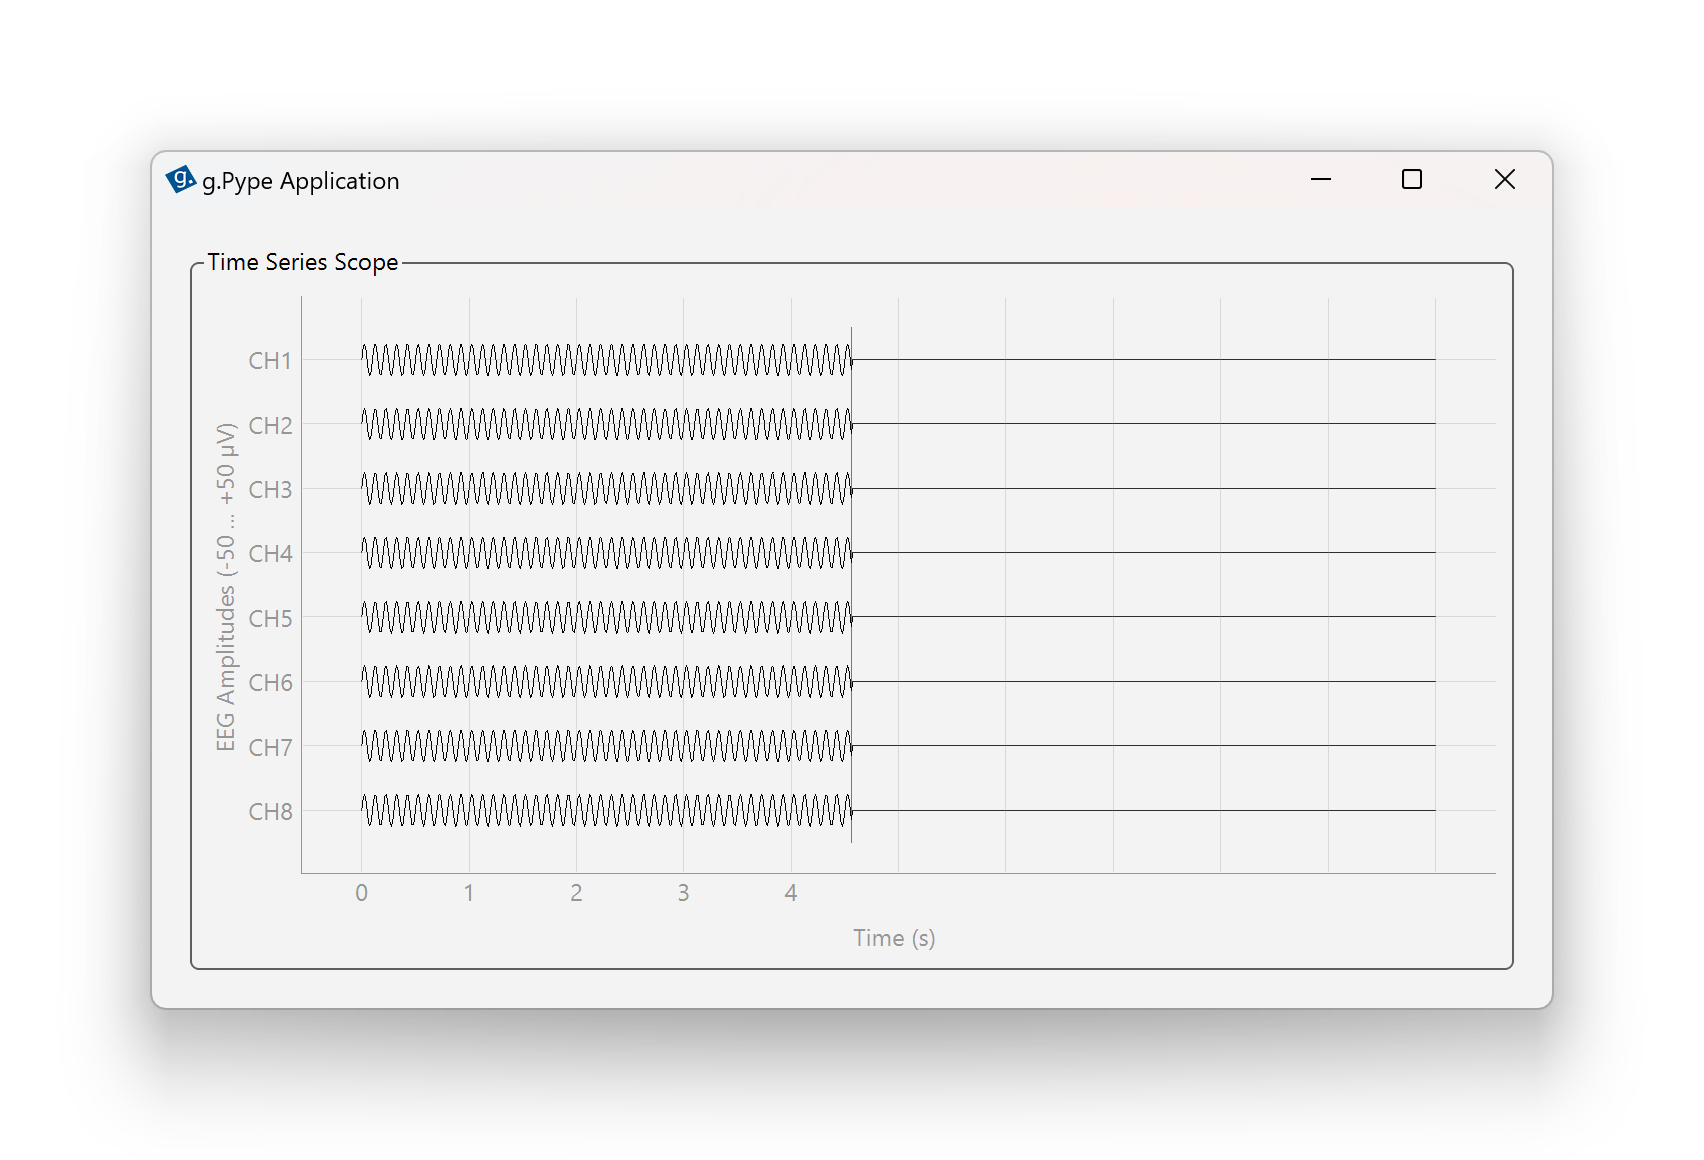 g. g.Pype Application
Time Series Scope
EEG Amplitudes (-50 ... +50 µV)
CH1
CH2
CH3
CH4
CH5
CH6
CH7
CH8
0 1 2 3 4
Time (s)